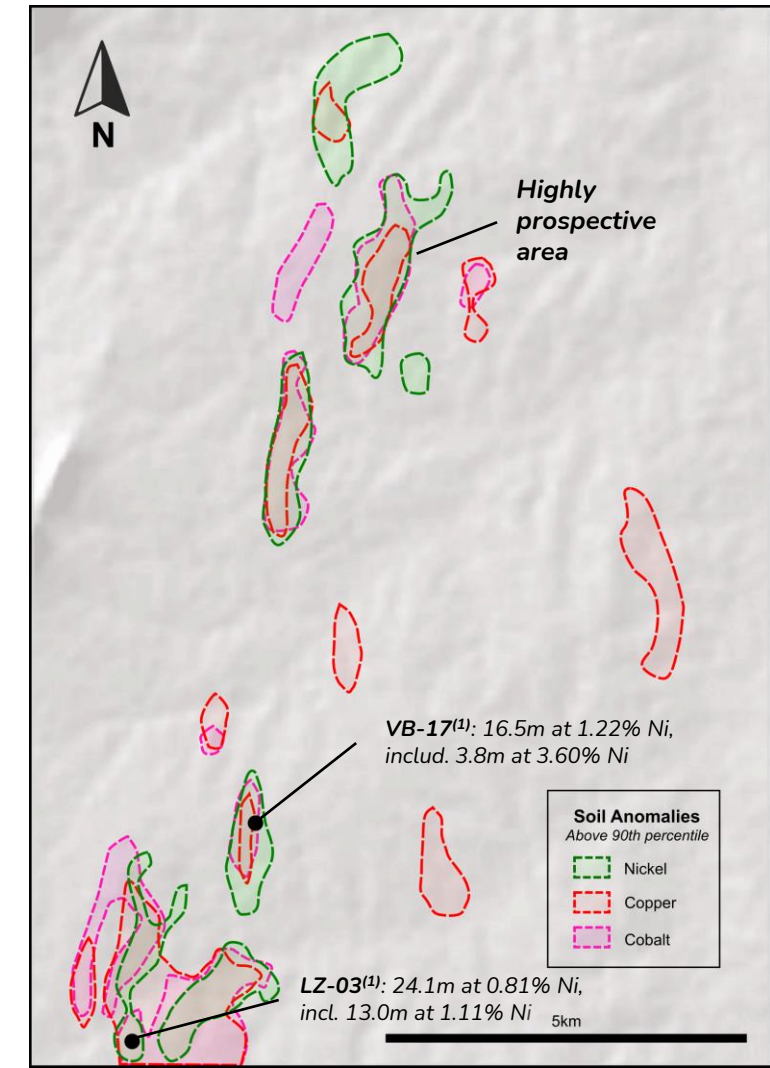 N
Highly
prospective
area
VB-17(1): 16.5m at 1.22% Ni,
includ. 3.8m at 3.60% Ni
Soil Anomalies
Above 90th percentile
Nickel
Copper
Cobalt
LZ-03(1): 24.1m at 0.81% Ni,
incl. 13.0m at 1.11% Ni
5km